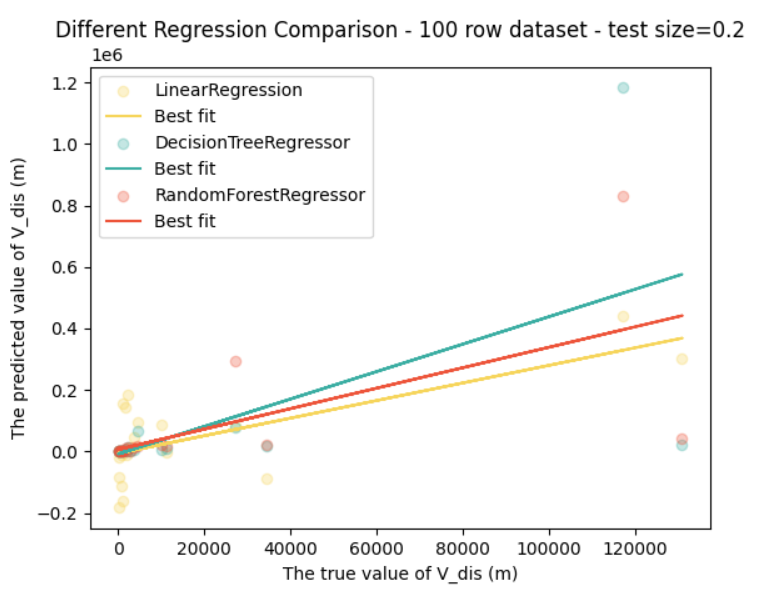 Different Regression Comparison - 100 row dataset - test size=0.2
1e6
1.2
1.0
0.8
0.6
0.4
0.2
0.0
−0.2
The predicted value of V_dis (m)
LinearRegression
Best fit
DecisionTreeRegressor
Best fit
RandomForestRegressor
Best fit
0 20000 40000 60000 80000 100000 120000
The true value of V_dis (m)